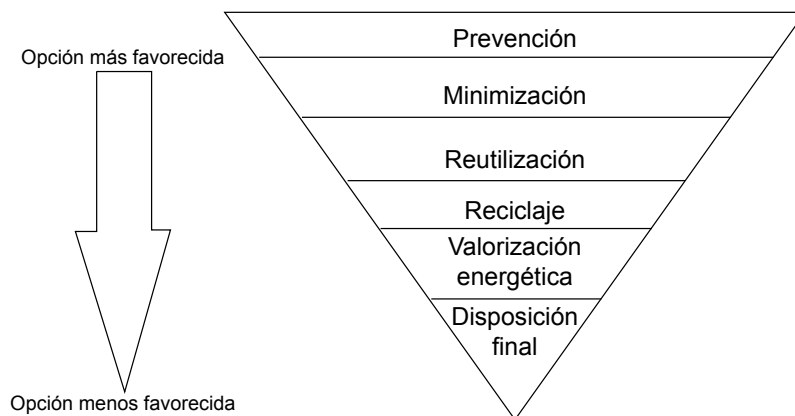 Opción más favorecida
Opción menos favorecida
Prevención
Minimización
Reutilización
Reciclaje
Valorización
energética
Disposición
final